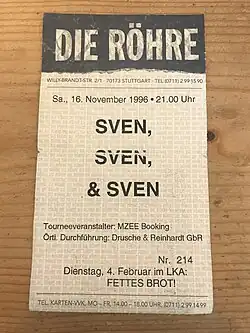 DIE RÖHRE
WILLY-BRANDT-STR. 2/1 · 70173 STUTTGART · TEL (0711) 2 99 15 90
Sa., 16. November 1996 • 21.00 Uhr
SVEN,
SVEN,
& SVEN
Tourneeveranstalter: MZEE Booking
Örtl. Durchführung: Drusche & Reinhardt GbR
Nr. 214
Dienstag, 4. Februar im LKA:
FETTES BROT!
TEL. KARTEN-VVK. MO – FR. 14.00 – 18.00 UHR. (0711) 2 99 14 99